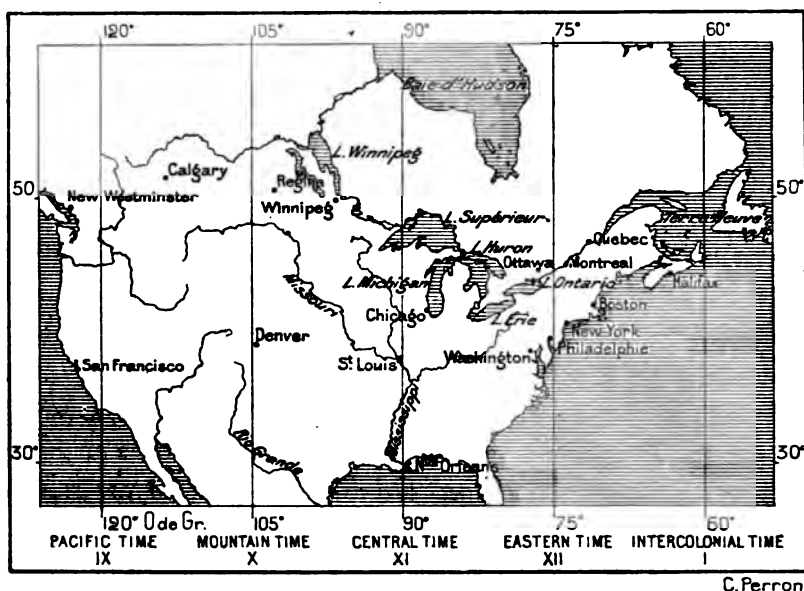 120° 105° 90° 75° 60°
Baie d'Hudson
L. Winnipeg
Calgary
Regina
50° 50°
New Westminster
Winnipeg
L. Supérieur
Terre Neuve
Quebec
L. Huron
Ottawa Montreal
L. Michigan
L. Ontario
Halifax
Missouri
Boston
Chicago
L. Erie
New York
Denver
Philadelphie
San Francisco
St Louis
Washington
Mississipi
Rio Grande
30° 30°
Nlle Orléans
120° O de Gr. 105° 90° 75° 60°
PACIFIC TIME MOUNTAIN TIME CENTRAL TIME EASTERN TIME INTERCOLONIAL TIME
IX X XI XII I
C. Perron